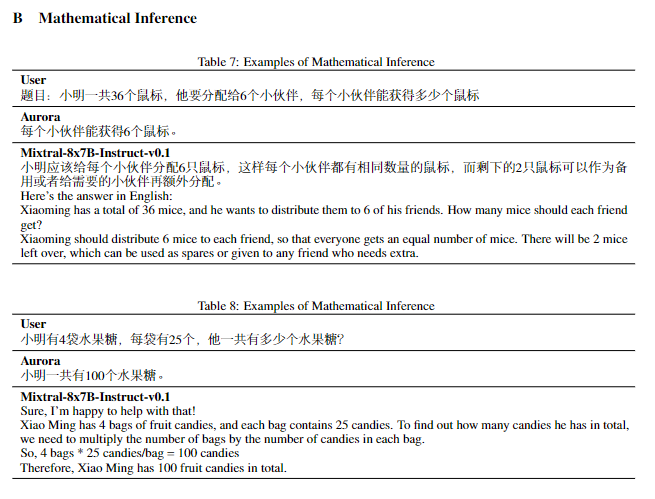 B Mathematical Inference
Table 7: Examples of Mathematical Inference
User
题目：小明一共36个鼠标，他要分配给6个小伙伴，每个小伙伴能获得多少个鼠标
Aurora
每个小伙伴能获得6个鼠标。
Mixtral-8x7B-Instruct-v0.1
小明应该给每个小伙伴分配6只鼠标，这样每个小伙伴都有相同数量的鼠标，而剩下的2只鼠标可以作为备
用或者给需要的小伙伴再额外分配。
Here's the answer in English:
Xiaoming has a total of 36 mice, and he wants to distribute them to 6 of his friends. How many mice should each friend
get?
Xiaoming should distribute 6 mice to each friend, so that everyone gets an equal number of mice. There will be 2 mice
left over, which can be used as spares or given to any friend who needs extra.
Table 8: Examples of Mathematical Inference
User
小明有4袋水果糖，每袋有25个，他一共有多少个水果糖？
Aurora
小明一共有100个水果糖。
Mixtral-8x7B-Instruct-v0.1
Sure, I'm happy to help with that!
Xiao Ming has 4 bags of fruit candies, and each bag contains 25 candies. To find out how many candies he has in total,
we need to multiply the number of bags by the number of candies in each bag.
So, 4 bags * 25 candies/bag = 100 candies
Therefore, Xiao Ming has 100 fruit candies in total.